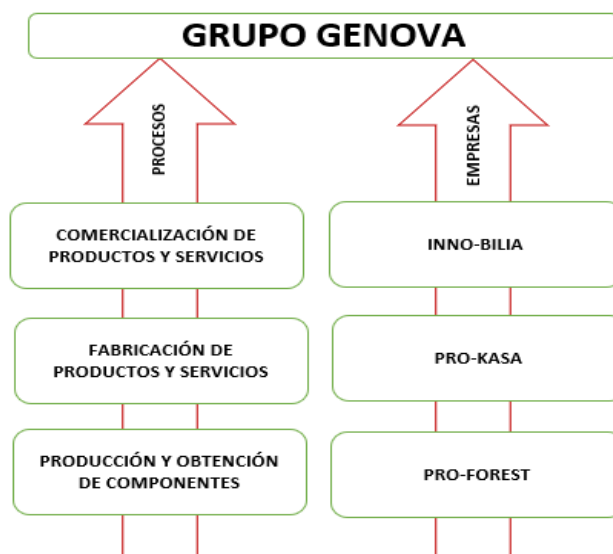 GRUPO GENOVA
PROCESOS
EMPRESAS
COMERCIALIZACIÓN DE
PRODUCTOS Y SERVICIOS
INNO-BILIA
FABRICACIÓN DE
PRODUCTOS Y SERVICIOS
PRO-KASA
PRODUCCIÓN Y OBTENCIÓN
DE COMPONENTES
PRO-FOREST